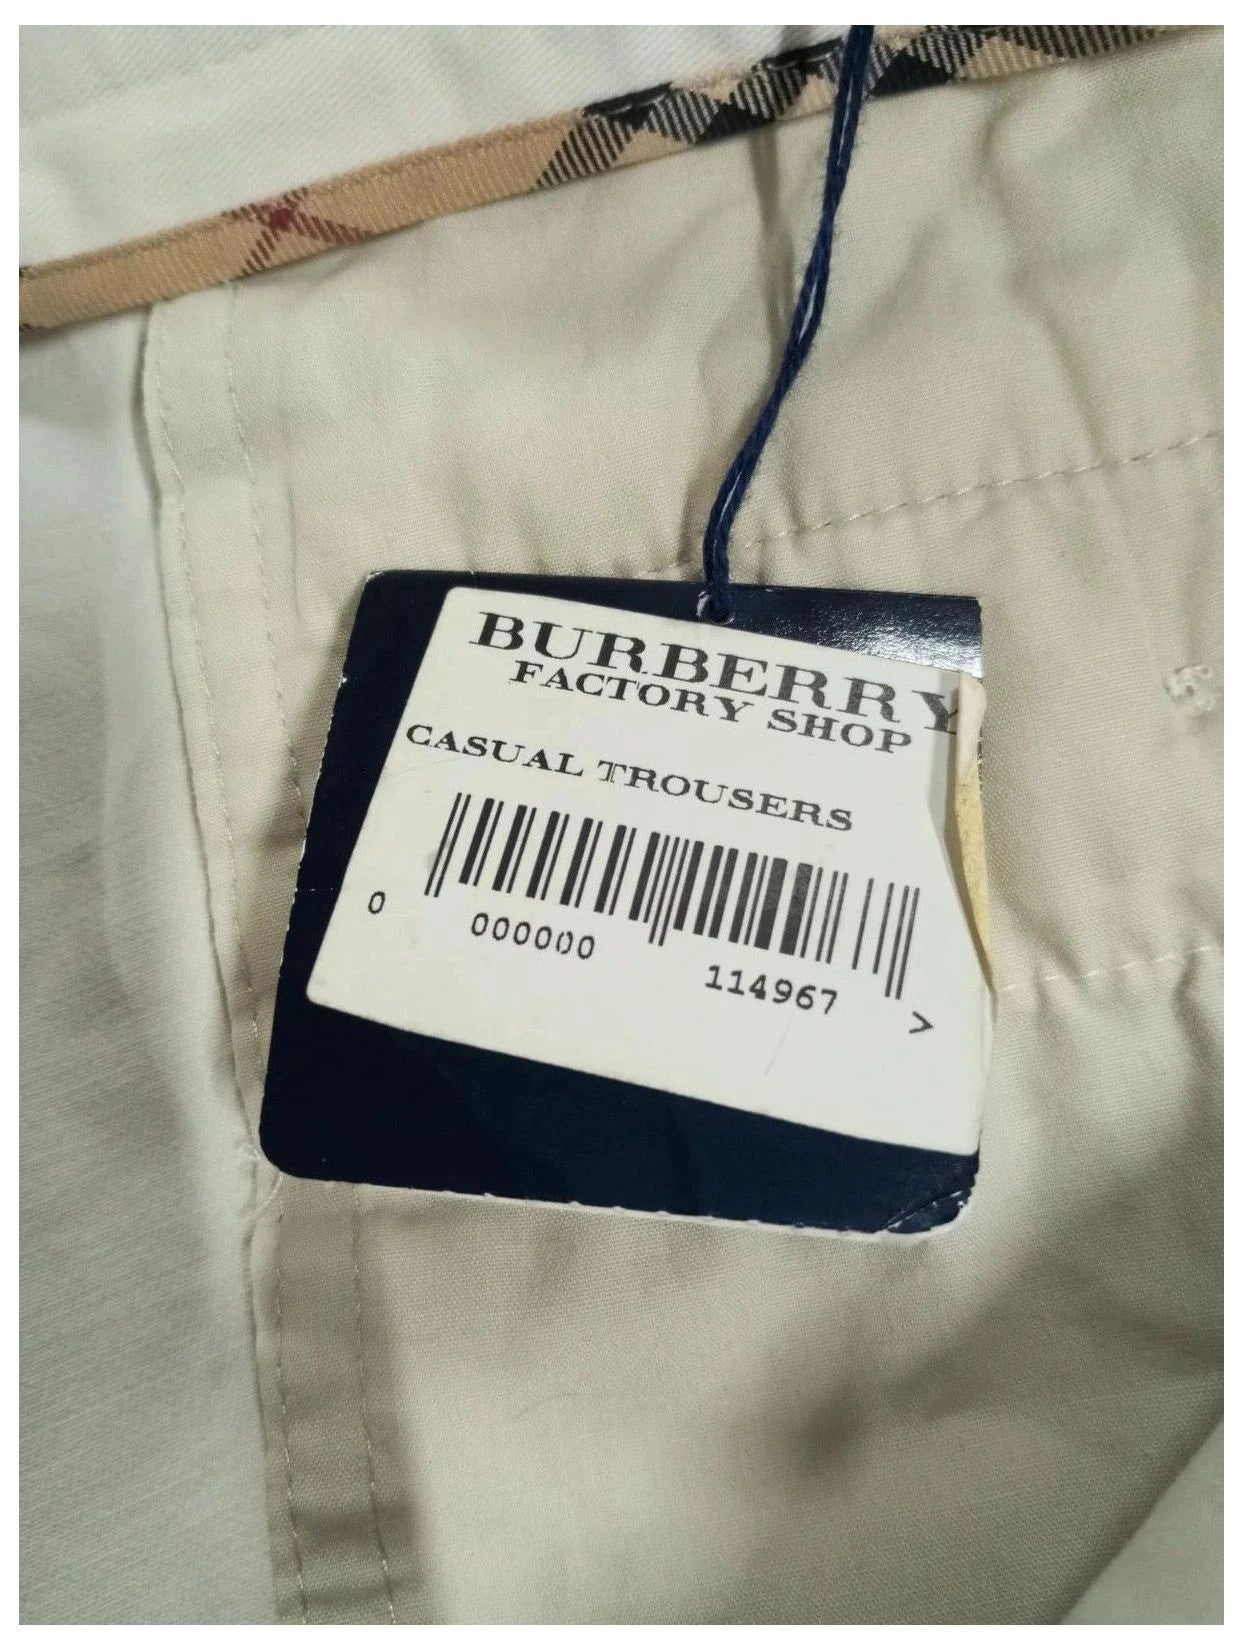 BURBERRY
FACTORY SHOP
CASUAL TROUSERS
0 000000 114967 >